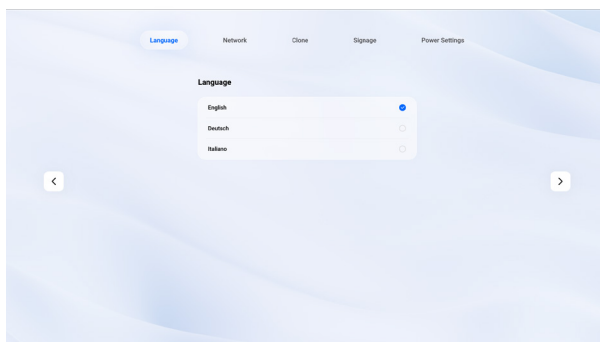 Language Network Clone Signage Power Settings
Language
English
Deutsch
Italiano